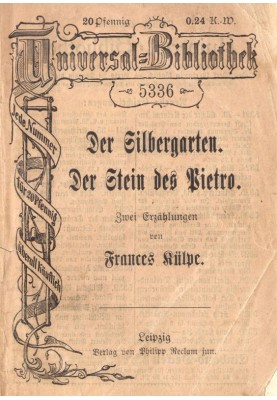 20 Pfennig 0.24 K.-W.
Universal-Bibliothek
5336
Jede Nummer
für 20 Pfennig
überall käuflich
Der Silbergarten.
Der Stein des Pietro.
Zwei Erzählungen
von
Frances Külpe.
Leipzig
Verlag von Philipp Reclam jun.